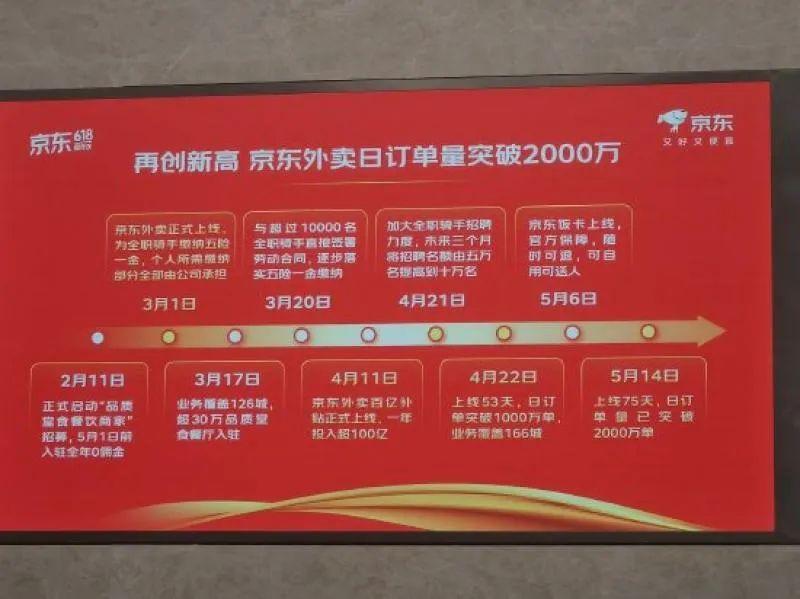 京东618
京东
又好又便宜
再创新高 京东外卖日订单量突破2000万
京东外卖正式上线，
为全职骑手缴纳五险
一金，个人所需缴纳
部分全部由公司承担
3月1日
与超过10000名
全职骑手直接签署
劳动合同，逐步落
实五险一金缴纳
3月20日
加大全职骑手招聘
力度，未来三个月
将招聘名额由五万
名提高到十万名
4月21日
京东饭卡上线，
官方保障，随
时可退，可自
用可送人
5月6日
2月11日
正式启动“品质
堂食餐饮商家”
招募，5月1日前
入驻全年0佣金
3月17日
业务覆盖126城，
超30万品质堂
食餐厅入驻
4月11日
京东外卖百亿补
贴正式上线，一年
投入超100亿
4月22日
上线53天，日订
单突破1000万单，
业务覆盖166城
5月14日
上线75天，日订
单量已突破
2000万单